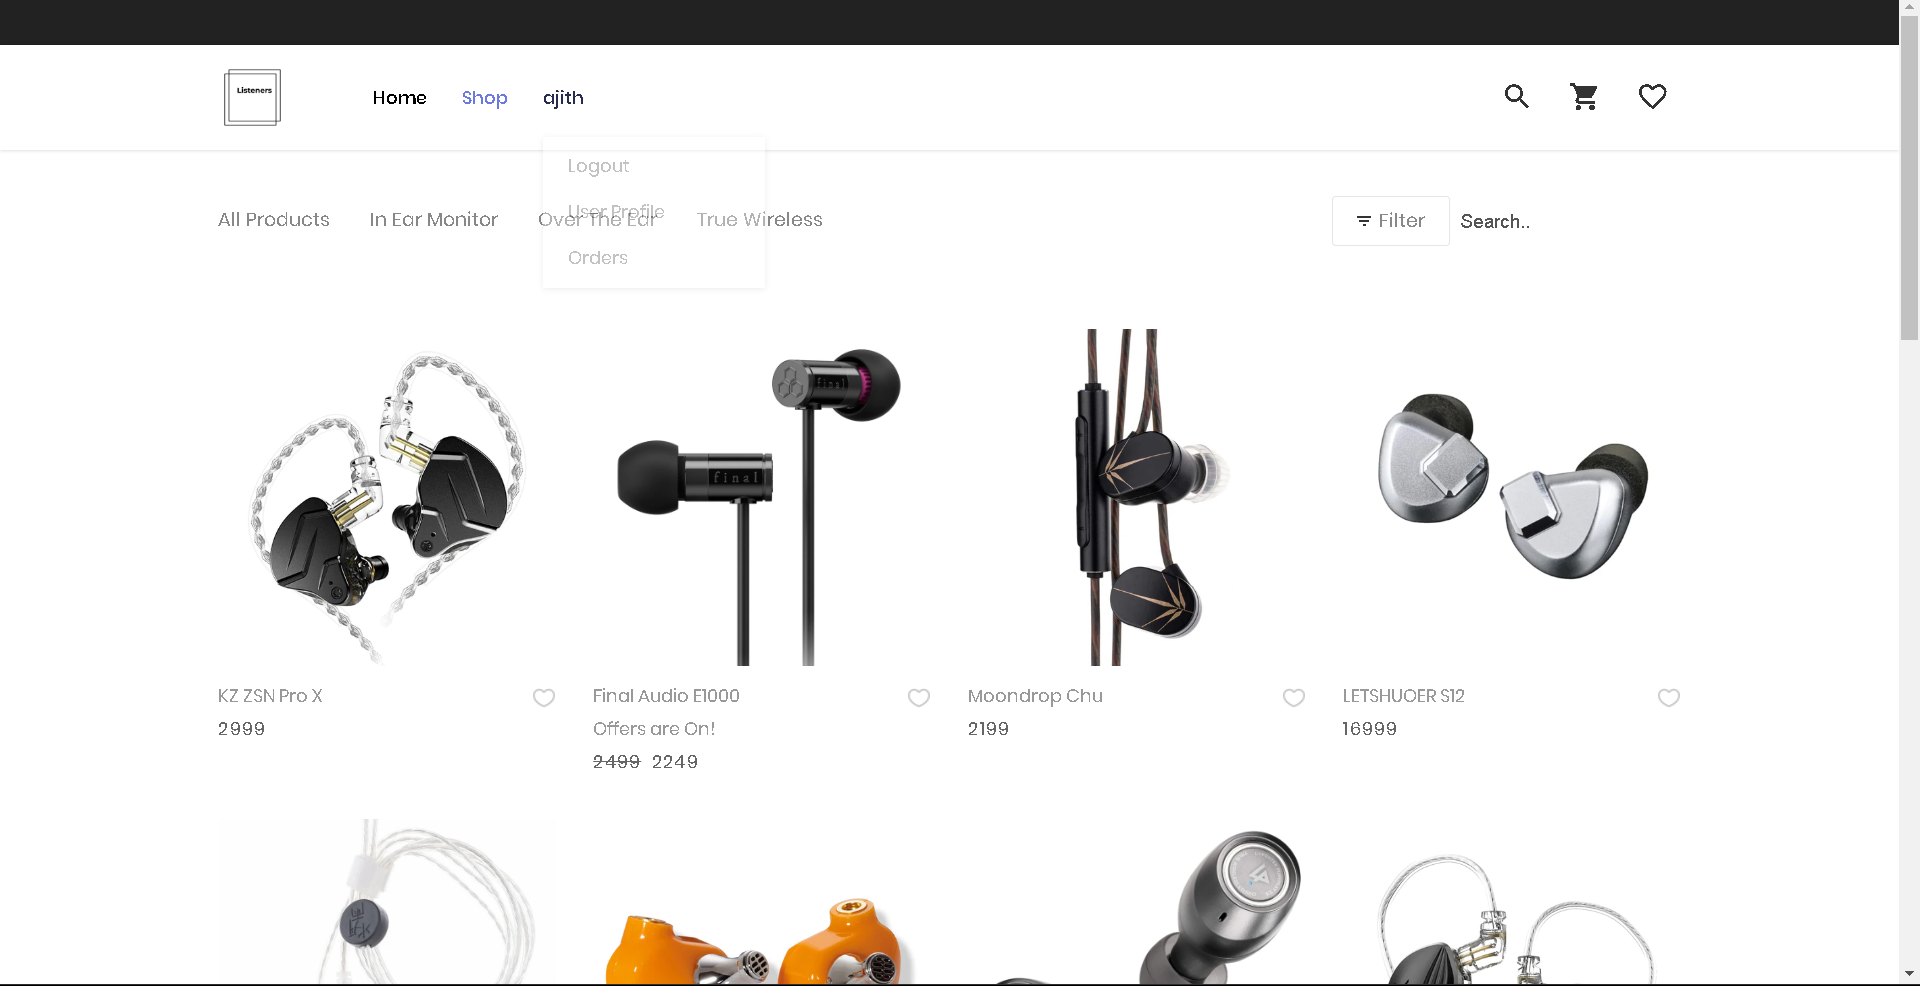 Listeners
Home Shop ajith
Logout
User Profile
Orders
All Products In Ear Monitor Over The Ear True Wireless
Filter Search..
final
final
KZ ZSN Pro X
2999
Final Audio E1000
Offers are On!
2499 2249
Moondrop Chu
2199
LETSHUOER S12
16999